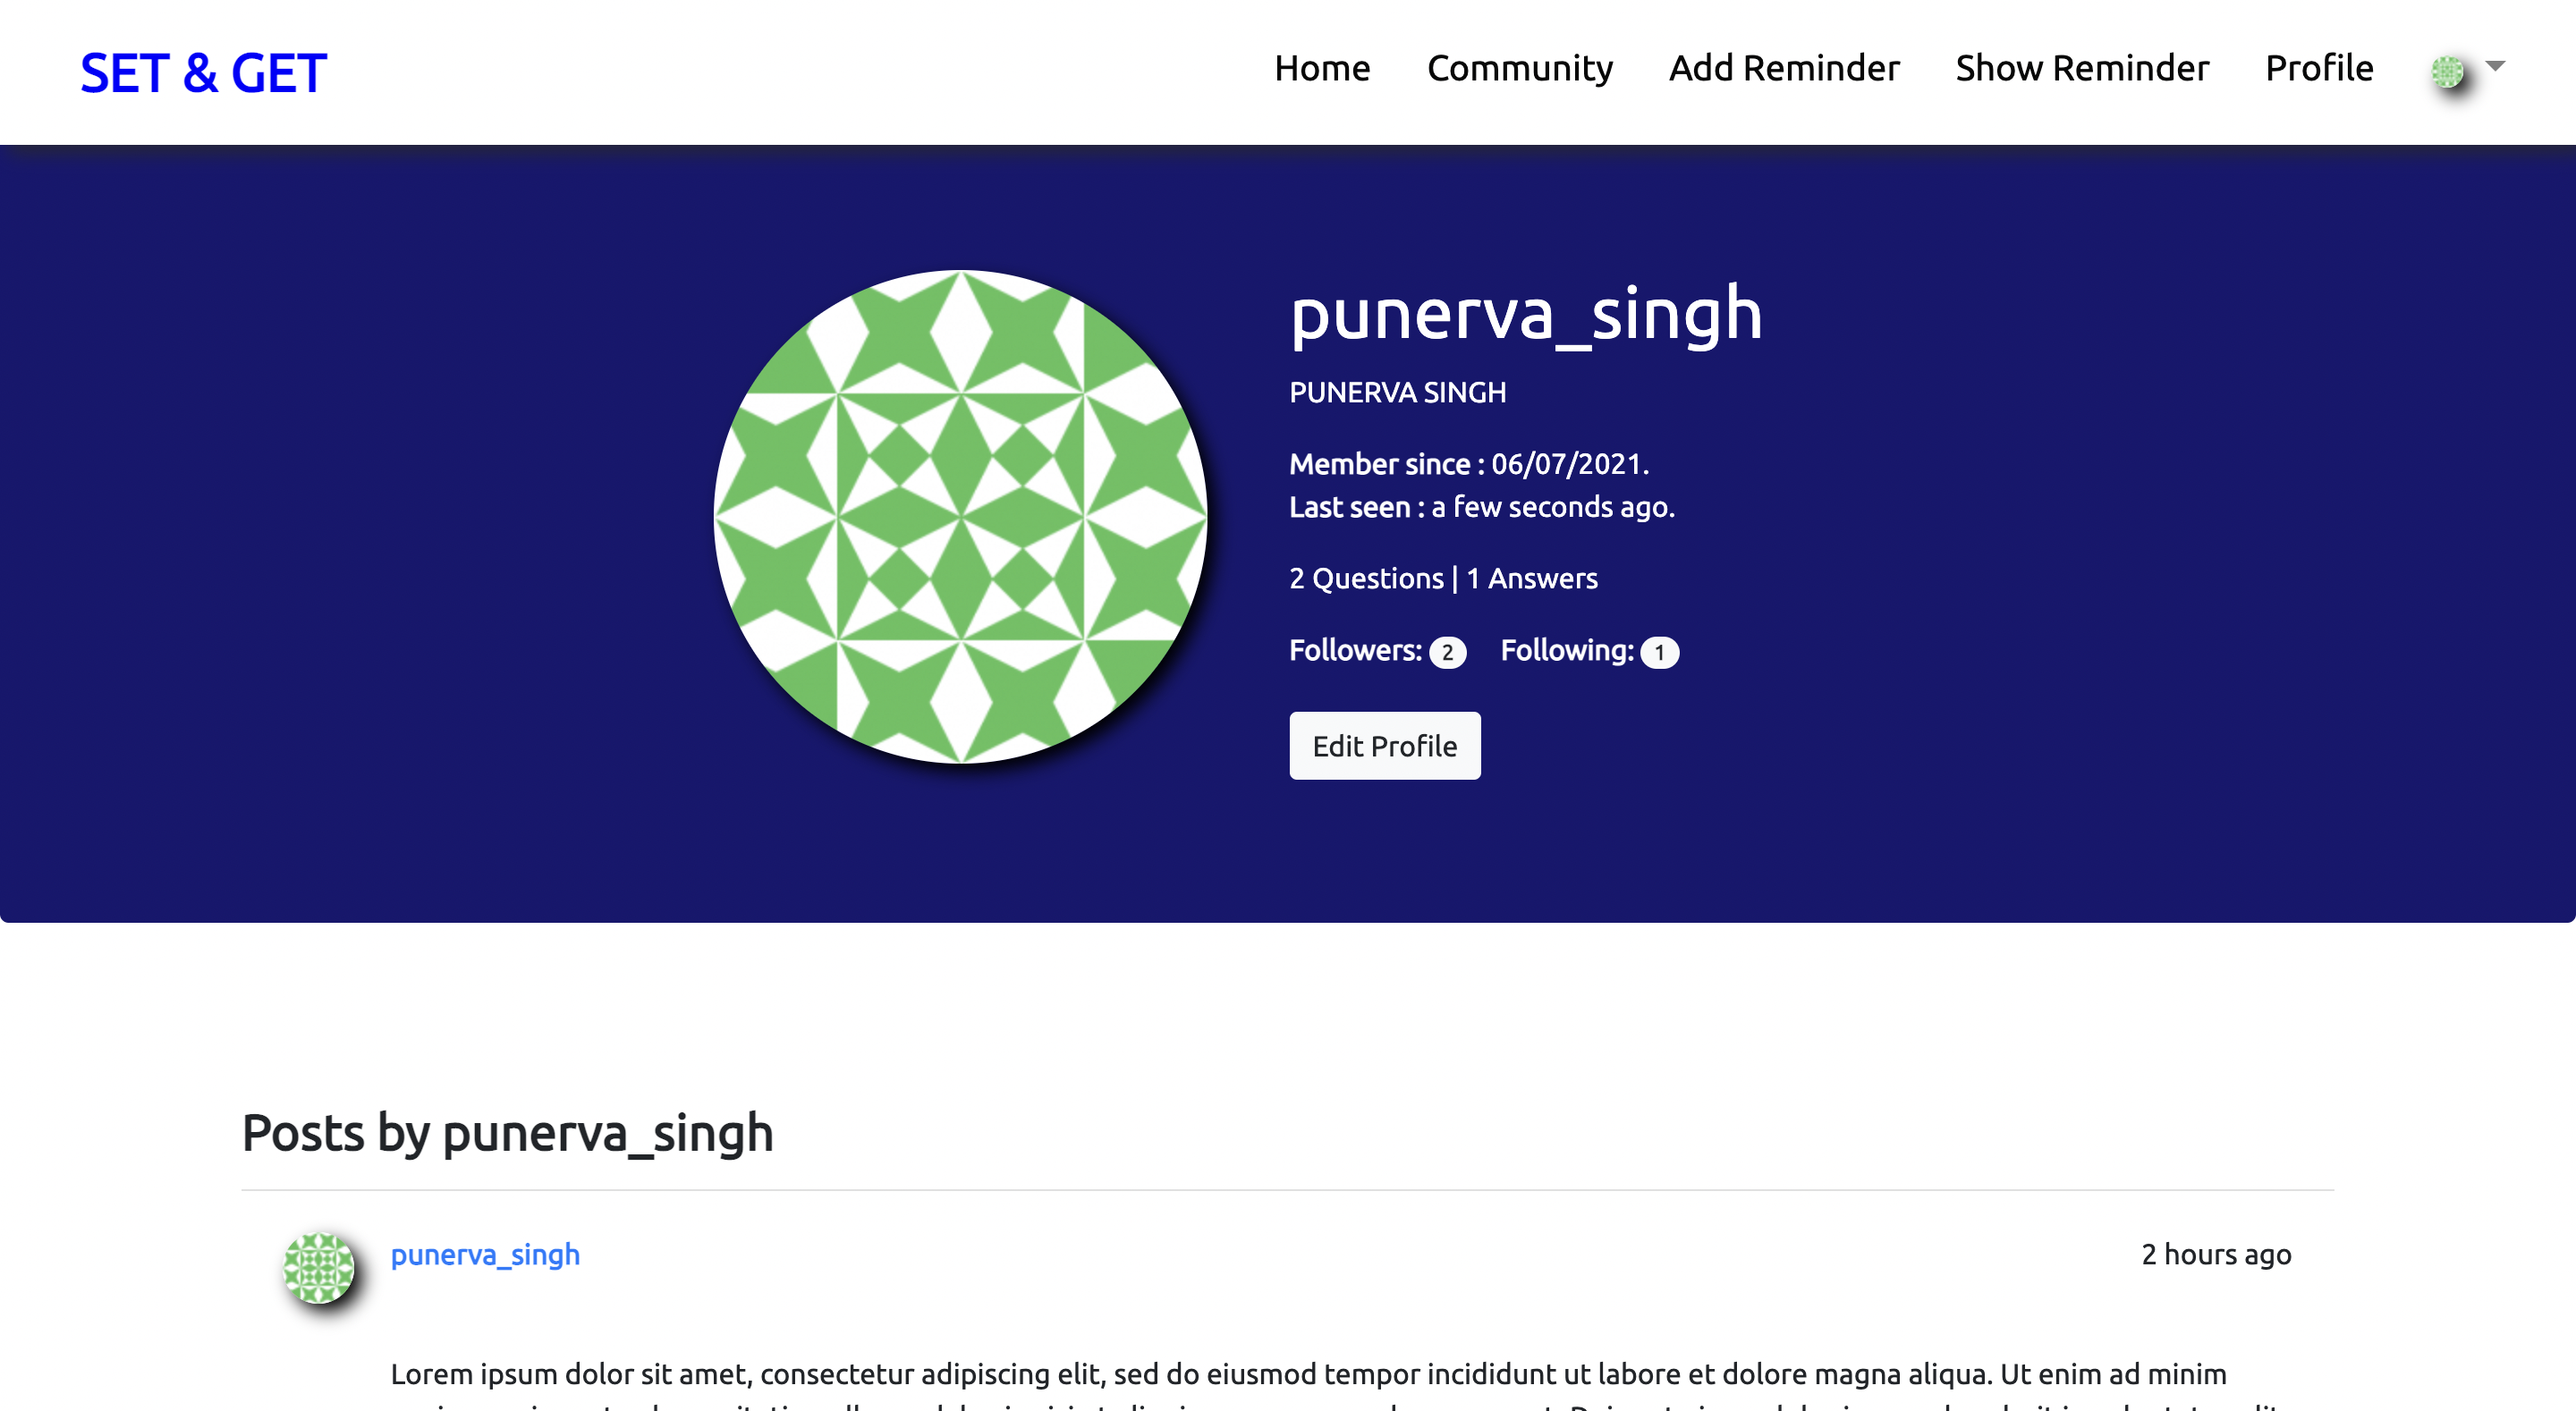 SET & GET
Home Community Add Reminder Show Reminder Profile
punerva_singh
PUNERVA SINGH
Member since : 06/07/2021.
Last seen : a few seconds ago.
2 Questions | 1 Answers
Followers: 2 Following: 1
Edit Profile
Posts by punerva_singh
punerva_singh
2 hours ago
Lorem ipsum dolor sit amet, consectetur adipiscing elit, sed do eiusmod tempor incididunt ut labore et dolore magna aliqua. Ut enim ad minim